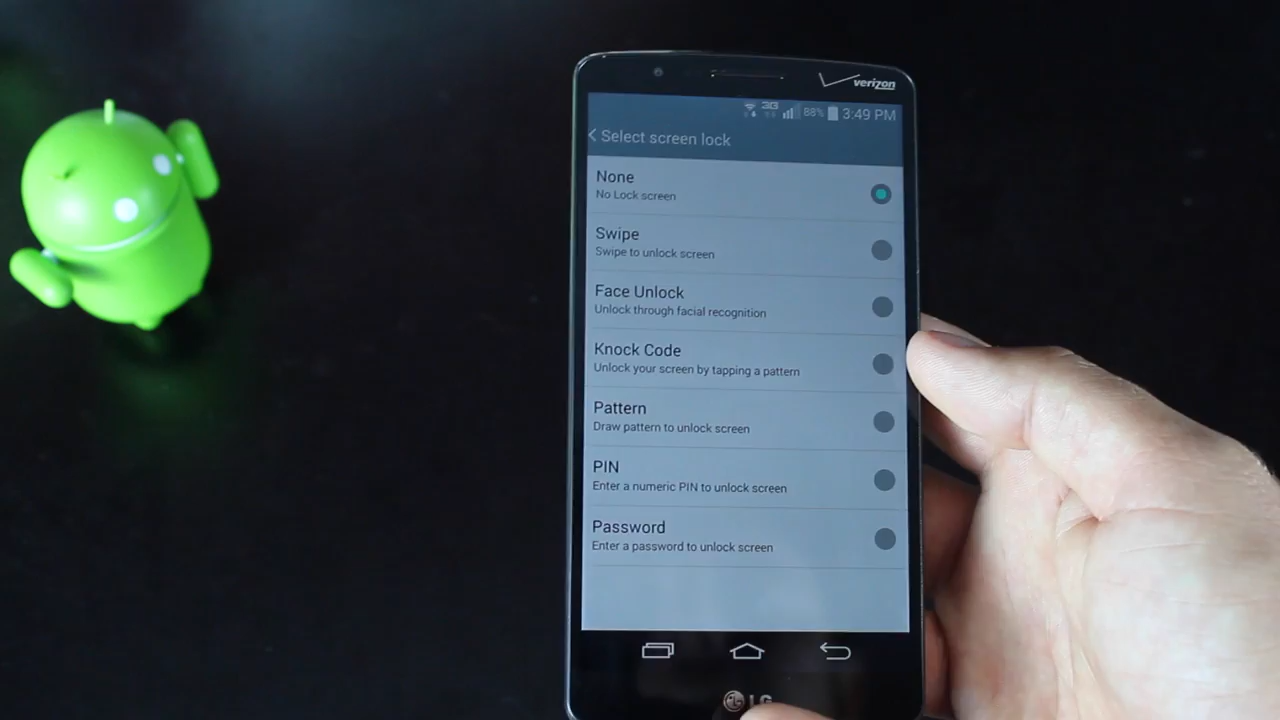 verizon
3G 88% 3:49 PM
Select screen lock
None
No Lock screen
Swipe
Swipe to unlock screen
Face Unlock
Unlock through facial recognition
Knock Code
Unlock your screen by tapping a pattern
Pattern
Draw pattern to unlock screen
PIN
Enter a numeric PIN to unlock screen
Password
Enter a password to unlock screen
LG